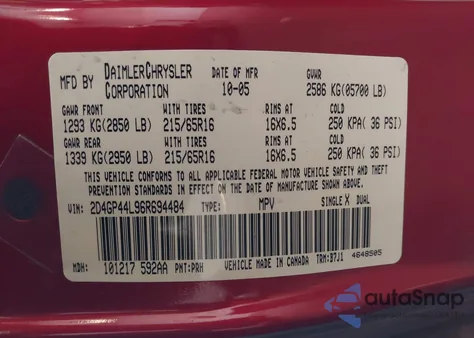 MFD BY DAIMLERCHRYSLER CORPORATION DATE OF MFR 10-05 GVWR 2586 KG(05700 LB)
GAWR FRONT WITH TIRES RIMS AT COLD
1293 KG(2850 LB) 215/65R16 16X6.5 250 KPA( 36 PSI)
GAWR REAR WITH TIRES RIMS AT COLD
1339 KG(2950 LB) 215/65R16 16X6.5 250 KPA( 36 PSI)
THIS VEHICLE CONFORMS TO ALL APPLICABLE FEDERAL MOTOR VEHICLE SAFETY AND THEFT
PREVENTION STANDARDS IN EFFECT ON THE DATE OF MANUFACTURE SHOWN ABOVE.
VIN: 2D4GP44L96R694484 TYPE: MPV SINGLE X DUAL
MDH: 101217 592AA PNT:PRH VEHICLE MADE IN CANADA TRM:B7J1 4648505
autoSnap